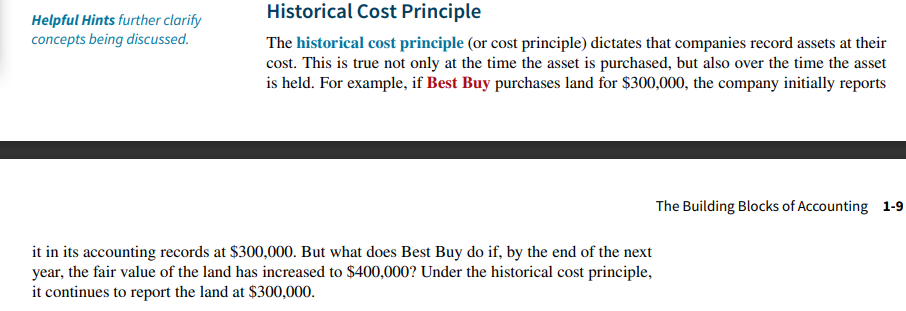 Helpful Hints further clarify
concepts being discussed.
Historical Cost Principle
The historical cost principle (or cost principle) dictates that companies record assets at their
cost. This is true not only at the time the asset is purchased, but also over the time the asset
is held. For example, if Best Buy purchases land for $300,000, the company initially reports
The Building Blocks of Accounting 1-9
it in its accounting records at $300,000. But what does Best Buy do if, by the end of the next
year, the fair value of the land has increased to $400,000? Under the historical cost principle,
it continues to report the land at $300,000.